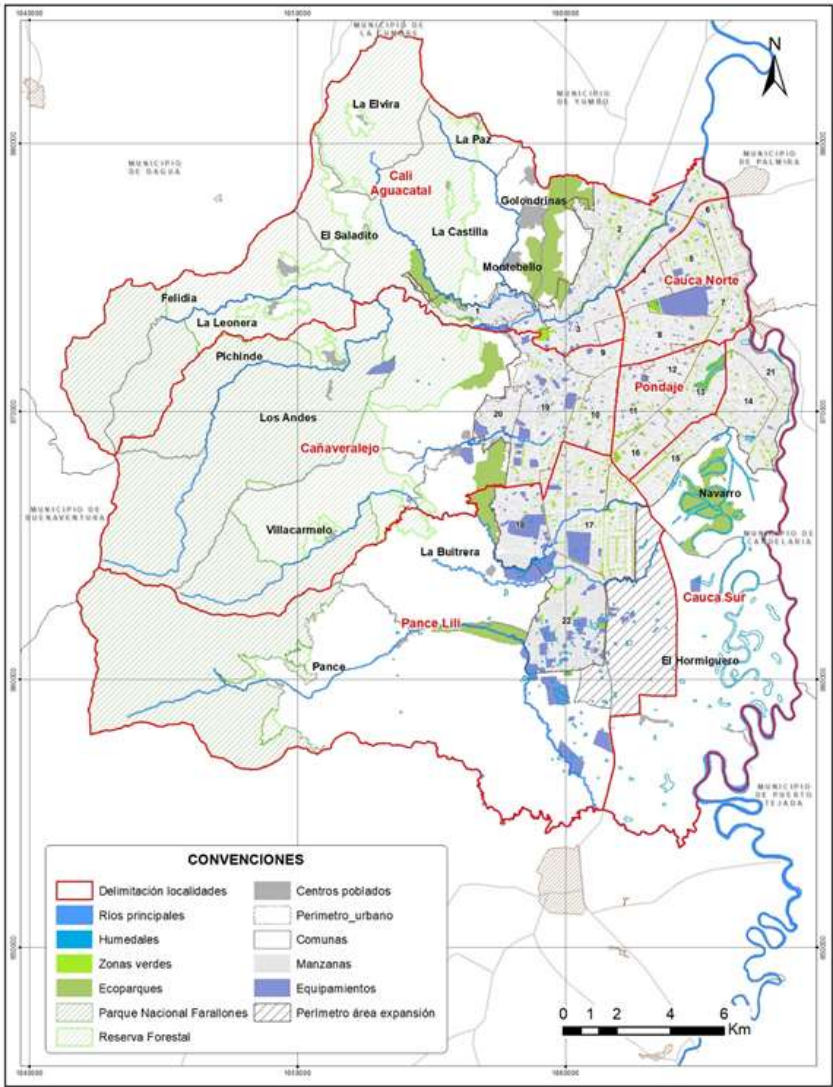 MUNICIPIO DE
LA CUMBRE
N
MUNICIPIO
DE YUMBO
MUNICIPIO
DE PALMIRA
MUNICIPIO
DE DAGUA
La Elvira
La Paz
Cali
Aguacatal
Golondrinas
El Saladito
La Castilla
Montebello
Cauca Norte
Felidia
La Leonera
Pichinde
Los Andes
Pondaje
Cañaveralejo
Navarro
MUNICIPIO
DE BUENAVENTURA
MUNICIPIO DE
CANDELARIA
Villacarmelo
La Buitrera
Cauca Sur
Pance Lili
El Hormiguero
Pance
MUNICIPIO
DE PUERTO
TEJADA
1
2
3
4
5
6
7
8
9
10
11
12
13
14
15
16
17
18
19
20
21
22
CONVENCIONES
Delimitación localidades
Ríos principales
Humedales
Zonas verdes
Ecoparques
Parque Nacional Farallones
Reserva Forestal
Centros poblados
Perimetro_urbano
Comunas
Manzanas
Equipamientos
Perímetro área expansión
0 1 2 4 6
Km